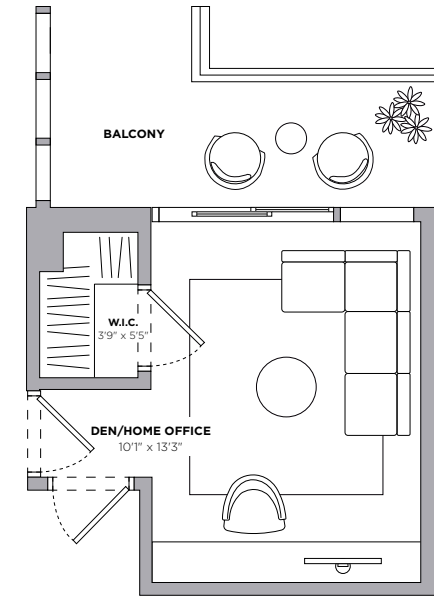 BALCONY
W.I.C.
3'9" x 5'5"
DEN/HOME OFFICE
10'1" x 13'3"